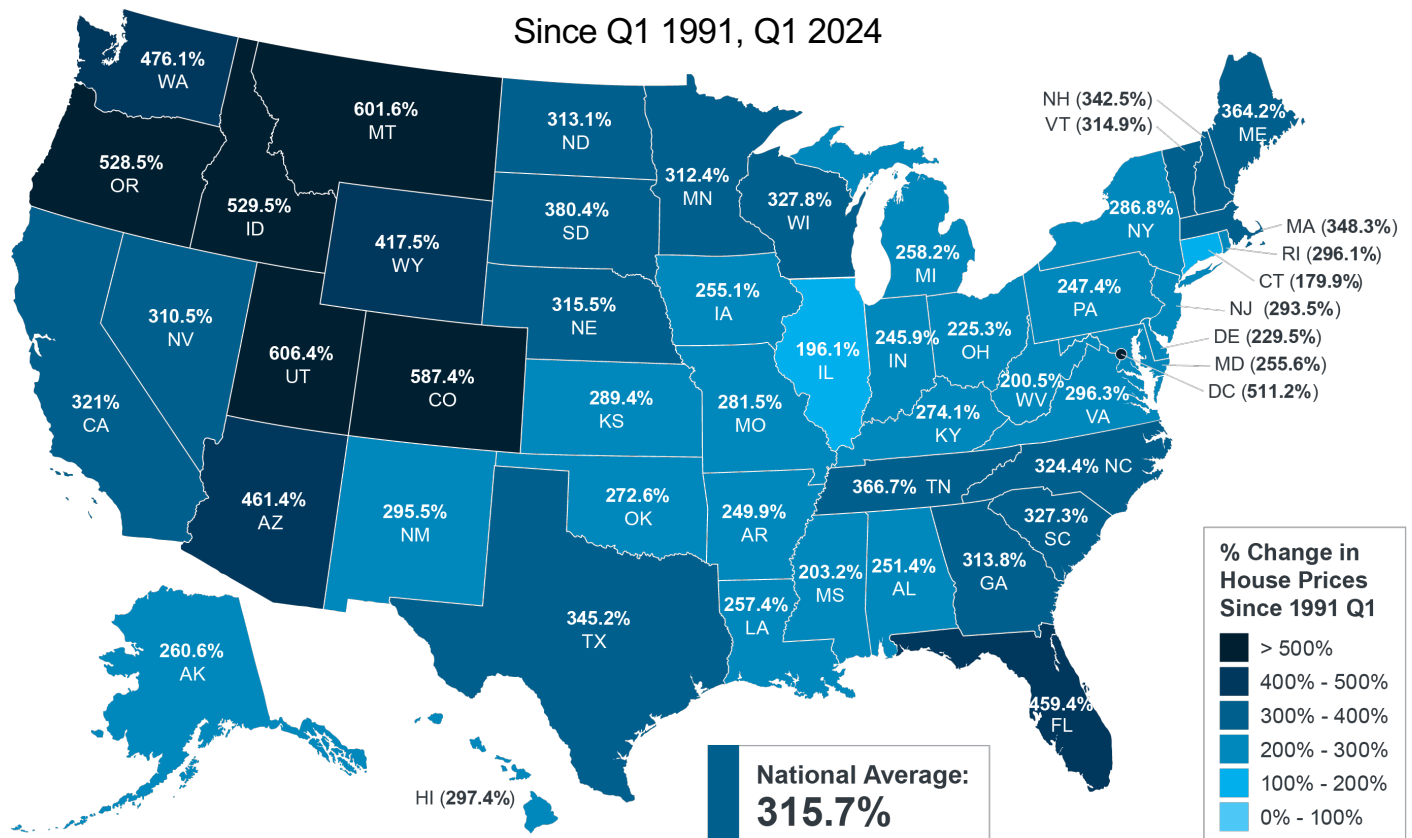 Since Q1 1991, Q1 2024
476.1%
WA
601.6%
MT
313.1%
ND
312.4%
MN
327.8%
WI
528.5%
OR
529.5%
ID
417.5%
WY
380.4%
SD
258.2%
MI
NH (342.5%)
VT (314.9%)
364.2%
ME
286.8%
NY
MA (348.3%)
RI (296.1%)
CT (179.9%)
NJ (293.5%)
DE (229.5%)
MD (255.6%)
DC (511.2%)
310.5%
NV
606.4%
UT
587.4%
CO
315.5%
NE
255.1%
IA
196.1%
IL
245.9%
IN
225.3%
OH
247.4%
PA
321%
CA
289.4%
KS
281.5%
MO
274.1%
KY
200.5%
WV
296.3%
VA
461.4%
AZ
295.5%
NM
272.6%
OK
249.9%
AR
366.7% TN
324.4% NC
327.3%
SC
345.2%
TX
257.4%
LA
203.2%
MS
251.4%
AL
313.8%
GA
459.4%
FL
260.6%
AK
HI (297.4%)
National Average:
315.7%
% Change in
House Prices
Since 1991 Q1
> 500%
400% - 500%
300% - 400%
200% - 300%
100% - 200%
0% - 100%